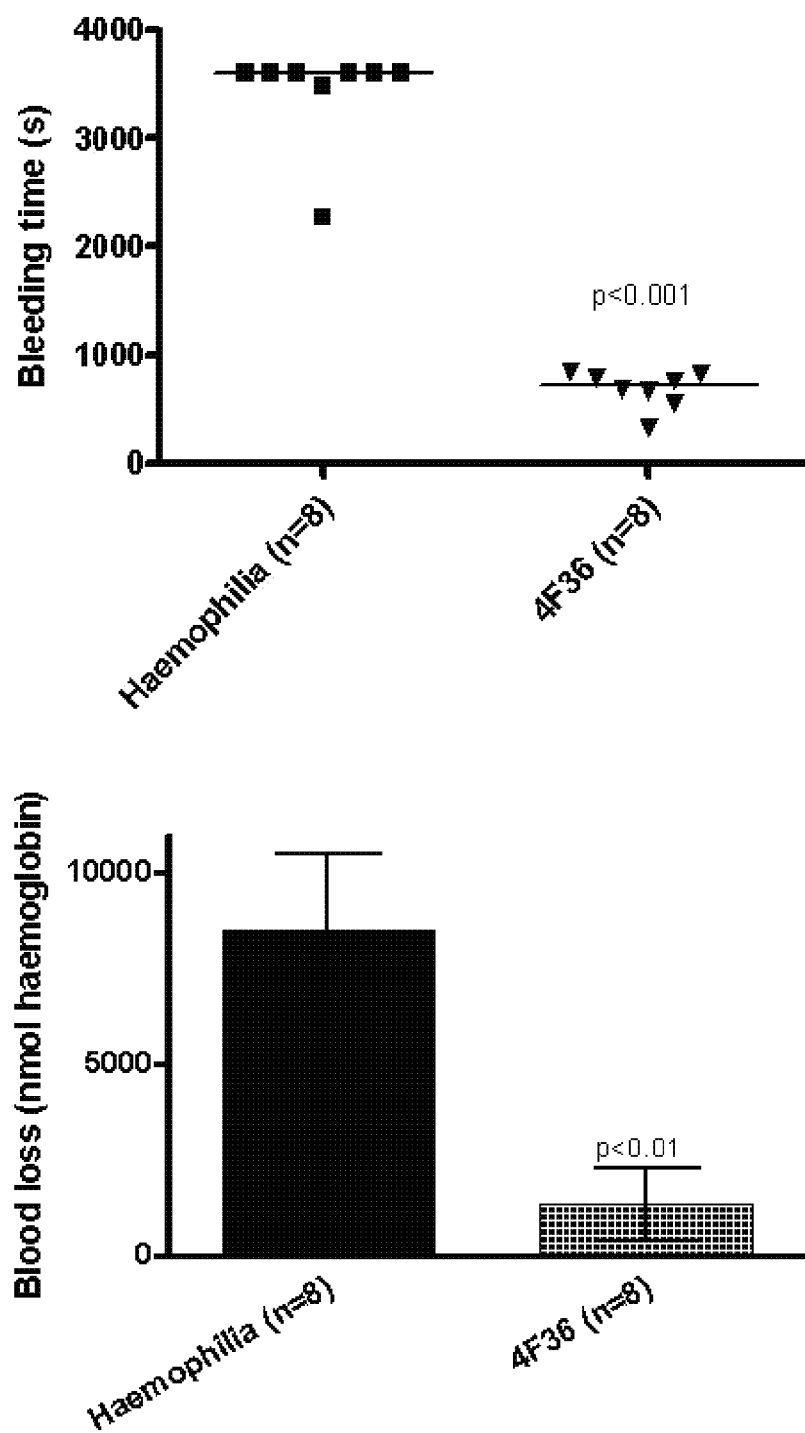 4000
3000
2000
1000
0
Bleeding time (s)
p<0.001
Haemophilia (n=8)
4F36 (n=8)
10000
5000
0
Blood loss (nmol haemoglobin)
p<0.01
Haemophilia (n=8)
4F36 (n=8)